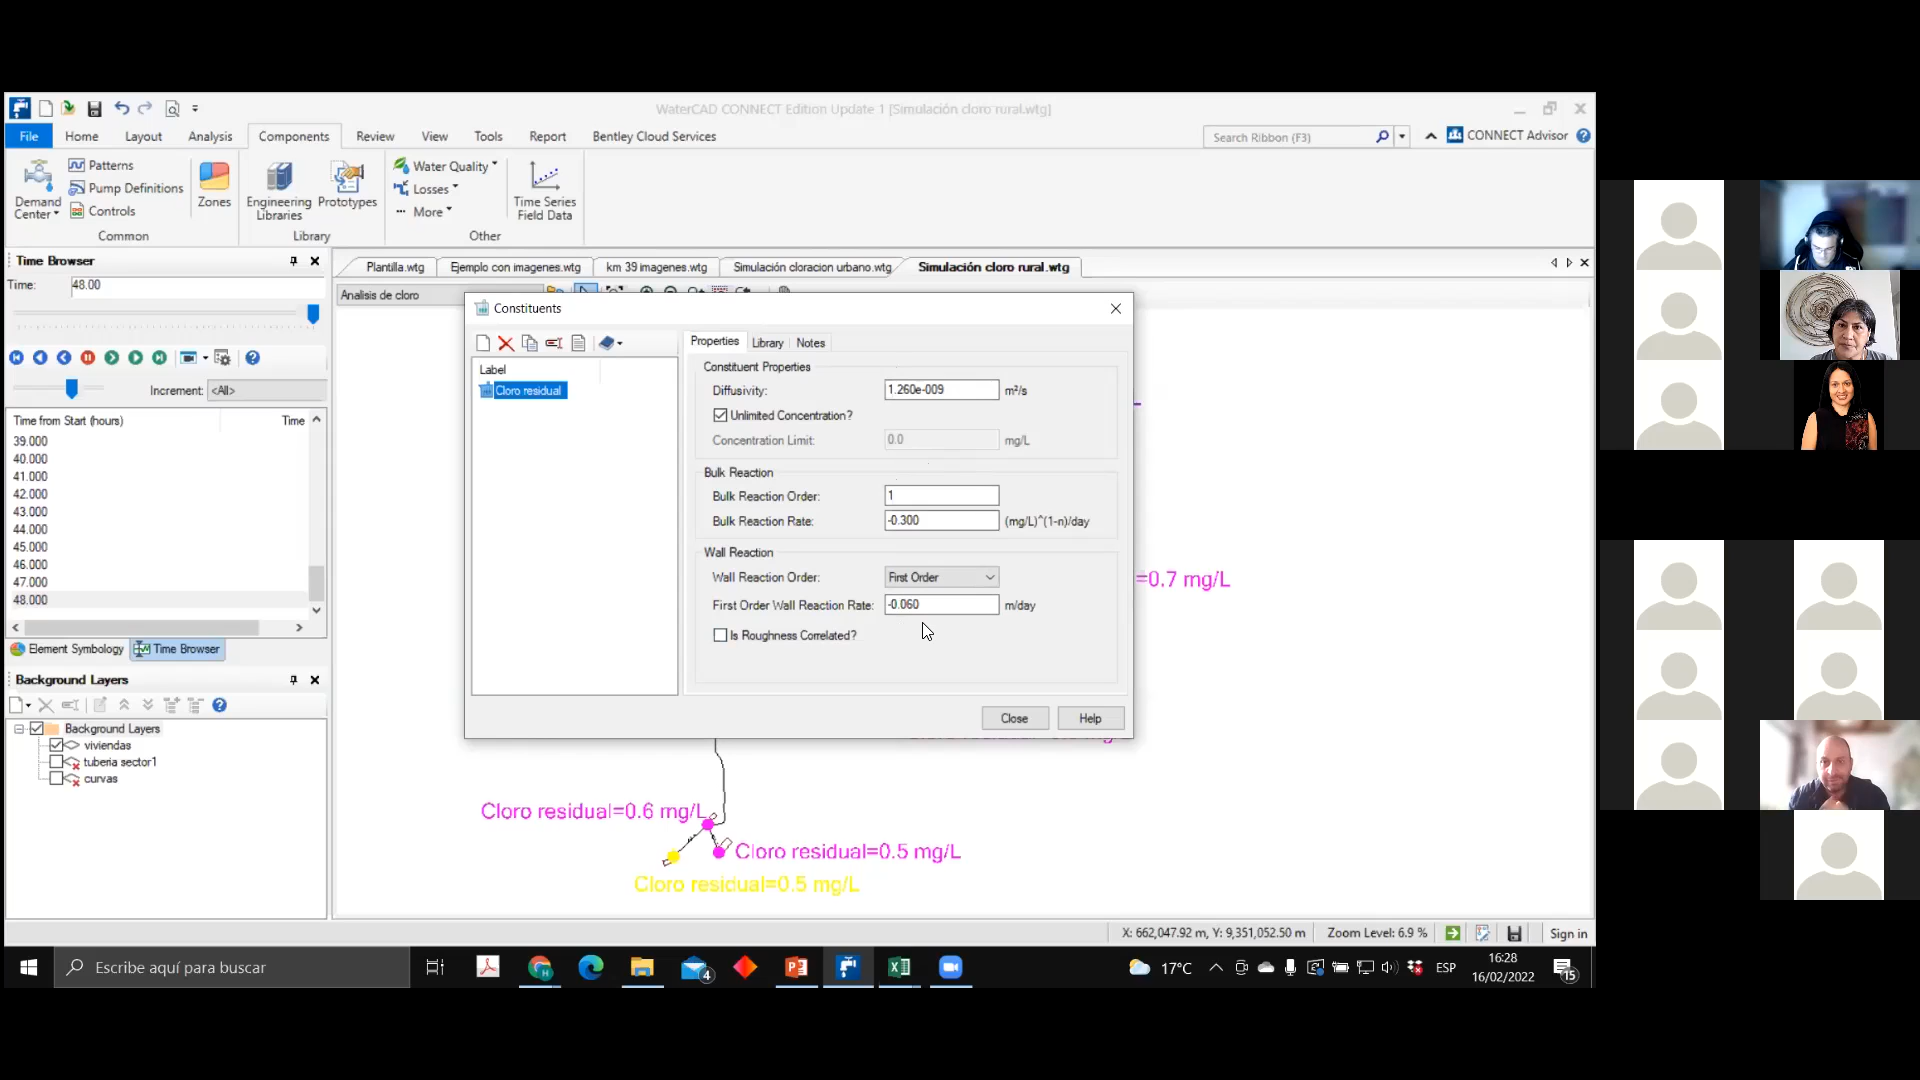 WaterCAD CONNECT Edition Update 1 [Simulación cloro rural.wtg]
File Home Layout Analysis Components Review View Tools Report Bentley Cloud Services
Search Ribbon (F3)
CONNECT Advisor
Demand Center
Patterns
Pump Definitions
Controls
Common
Zones
Engineering Libraries
Prototypes
Library
Water Quality
Losses
More
Other
Time Series Field Data
Time Browser
Time: 48.00
Increment: <All>
Time from Start (hours) Time
39.000
40.000
41.000
42.000
43.000
44.000
45.000
46.000
47.000
48.000
Element Symbology Time Browser
Background Layers
Background Layers
viviendas
tuberia sector1
curvas
Plantilla.wtg Ejemplo con imagenes.wtg km 39 imagenes.wtg Simulación cloracion urbano.wtg Simulación cloro rural.wtg
Analisis de cloro
Constituents
Label
Cloro residual
Properties Library Notes
Constituent Properties
Diffusivity: 1.260e-009 m²/s
Unlimited Concentration?
Concentration Limit: 0.0 mg/L
Bulk Reaction
Bulk Reaction Order: 1
Bulk Reaction Rate: -0.300 (mg/L)^(1-n)/day
Wall Reaction
Wall Reaction Order: First Order
First Order Wall Reaction Rate: -0.060 m/day
Is Roughness Correlated?
Close Help
=0.7 mg/L
Cloro residual=0.6 mg/L
Cloro residual=0.5 mg/L
Cloro residual=0.5 mg/L
X: 662,047.92 m, Y: 9,351,052.50 m Zoom Level: 6.9 % Sign in
Escribe aquí para buscar
4
17°C
ESP
16:28
16/02/2022
15